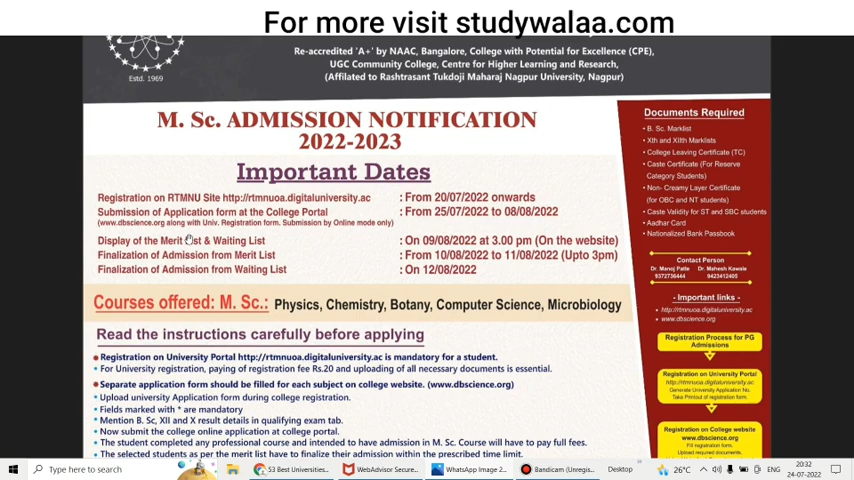 For more visit studywalaa.com
Estd. 1969
Re-accredited 'A+' by NAAC, Bangalore, College with Potential for Excellence (CPE),
UGC Community College, Centre for Higher Learning and Research,
(Affilated to Rashtrasant Tukdoji Maharaj Nagpur University, Nagpur)
M. Sc. ADMISSION NOTIFICATION
2022-2023
Important Dates
Registration on RTMNU Site http://rtmnuoa.digitaluniversity.ac : From 20/07/2022 onwards
Submission of Application form at the College Portal : From 25/07/2022 to 08/08/2022
(www.dbscience.org along with Univ. Registration form. Submission by Online mode only)
Display of the Merit List & Waiting List : On 09/08/2022 at 3.00 pm (On the website)
Finalization of Admission from Merit List : From 10/08/2022 to 11/08/2022 (Upto 3pm)
Finalization of Admission from Waiting List : On 12/08/2022
Courses offered: M. Sc.: Physics, Chemistry, Botany, Computer Science, Microbiology
Read the instructions carefully before applying
• Registration on University Portal http://rtmnuoa.digitaluniversity.ac is mandatory for a student.
• For University registration, paying of registration fee Rs.20 and uploading of all necessary documents is essential.
• Separate application form should be filled for each subject on college website. (www.dbscience.org)
• Upload university Application form during college registration.
• Fields marked with * are mandatory
• Mention B. Sc, XII and X result details in qualifying exam tab.
• Now submit the college online application at college portal.
• The student completed any professional course and intended to have admission in M. Sc. Course will have to pay full fees.
• The selected students as per the merit list have to finalize their admission within the prescribed time limit.
Documents Required
• B. Sc. Marklist
• Xth and XIIth Marklists
• College Leaving Certificate (TC)
• Caste Certificate (For Reserve
Category Students)
• Non- Creamy Layer Certificate
(for OBC and NT students)
• Caste Validity for ST and SBC students
• Aadhar Card
• Nationalized Bank Passbook
Contact Person
Dr. Manoj Patle Dr. Mahesh Kawale
9372736444 9423412405
- Important links -
• http://rtmnuoa.digitaluniversity.ac
• www.dbscience.org
Registration Process for PG
Admissions
Registration on University Portal
http://rtmnuoa.digitaluniversity.ac
Generate University Application No.
Take Printout of registration form
Registration on College website
www.dbscience.org
Fill registration form.
Upload required documents.
Type here to search
53 Best Universities...
WebAdvisor Secure...
WhatsApp Image 2...
Bandicam (Unregis...
Desktop
26°C
ENG
20:32
24-07-2022